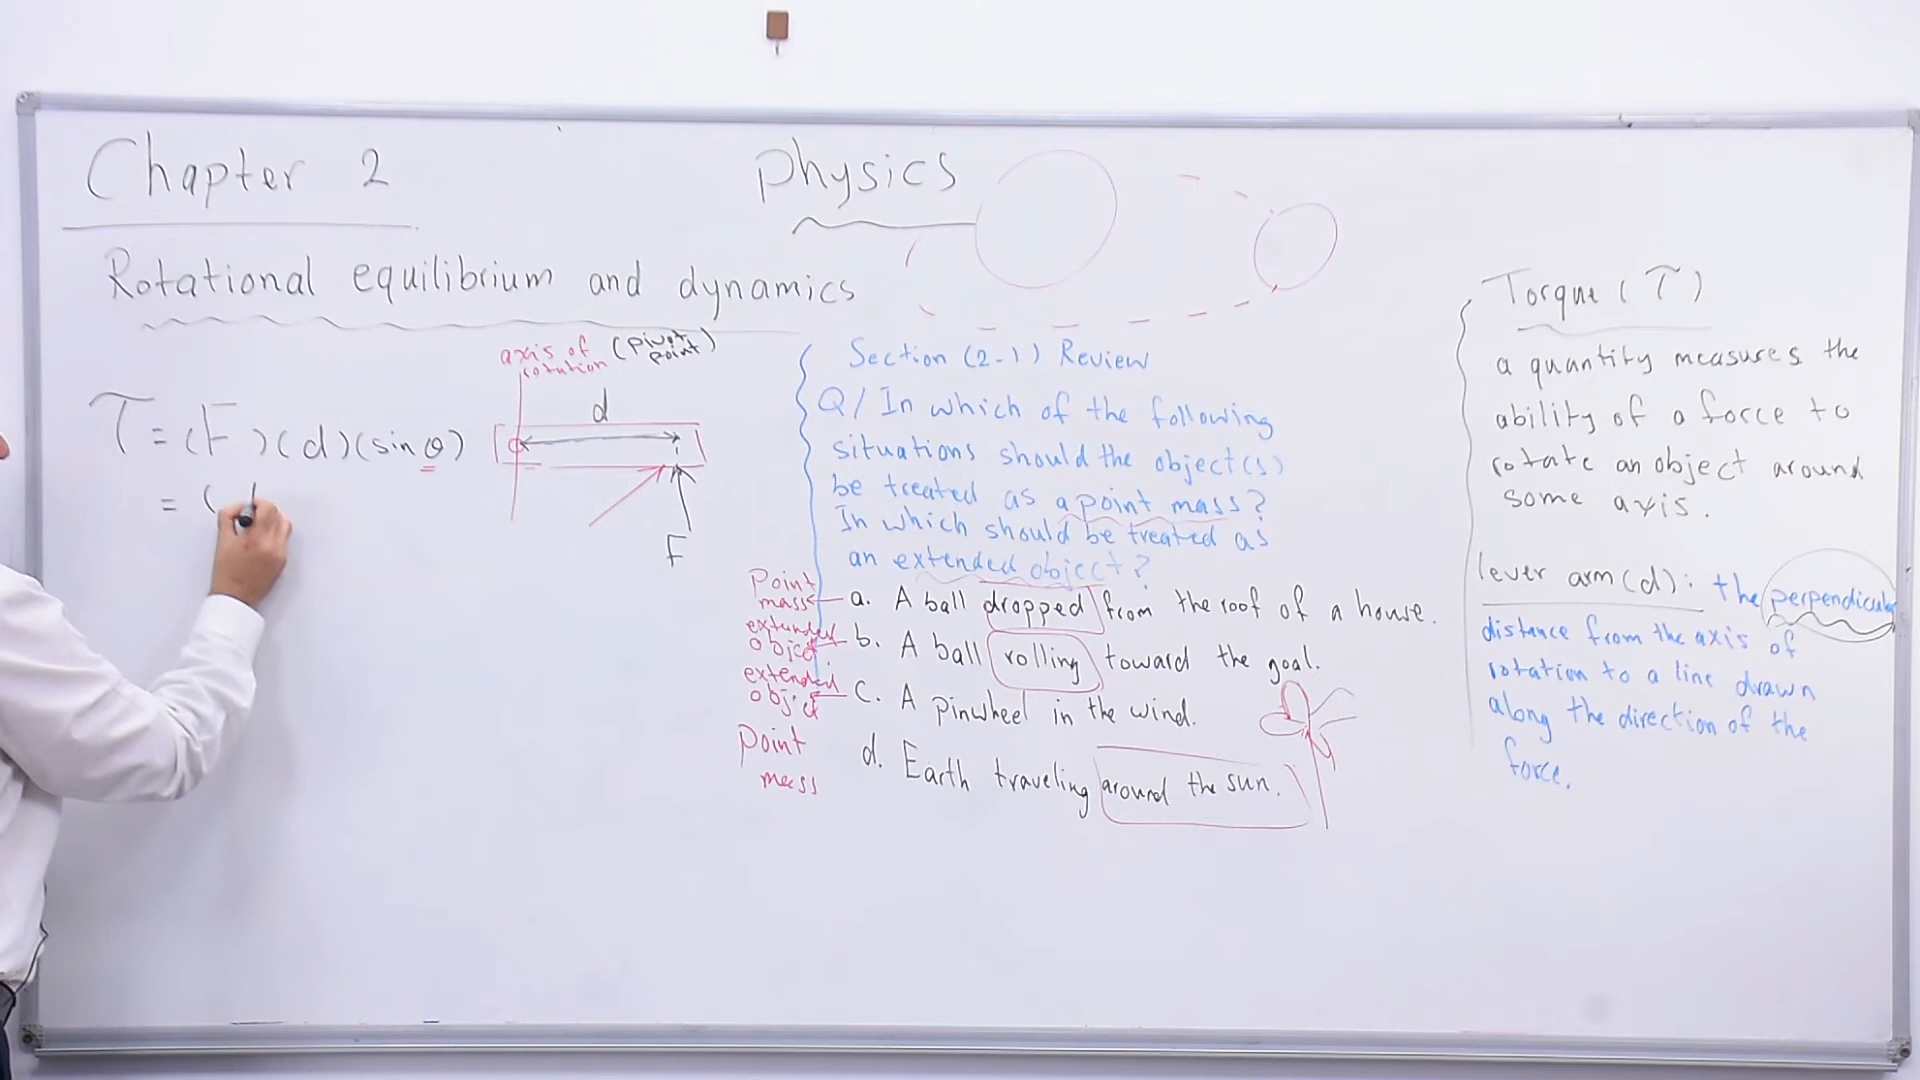 Chapter 2
Physics
Rotational equilibrium and dynamics
axis of rotation (pivot point)
d
τ = (F)(d)(sin θ)
= (
F
Section (2-1) Review
Q/ In which of the following
situations should the object(s)
be treated as a point mass?
In which should be treated as
an extended object?
Point
mass
a. A ball dropped from the roof of a house.
extended
object
b. A ball rolling toward the goal.
extended
object
c. A pinwheel in the wind.
Point
mass
d. Earth traveling around the sun.
Torque (τ)
a quantity measures the
ability of a force to
rotate an object around
some axis.
lever arm (d): the perpendicular
distance from the axis of
rotation to a line drawn
along the direction of the
force.